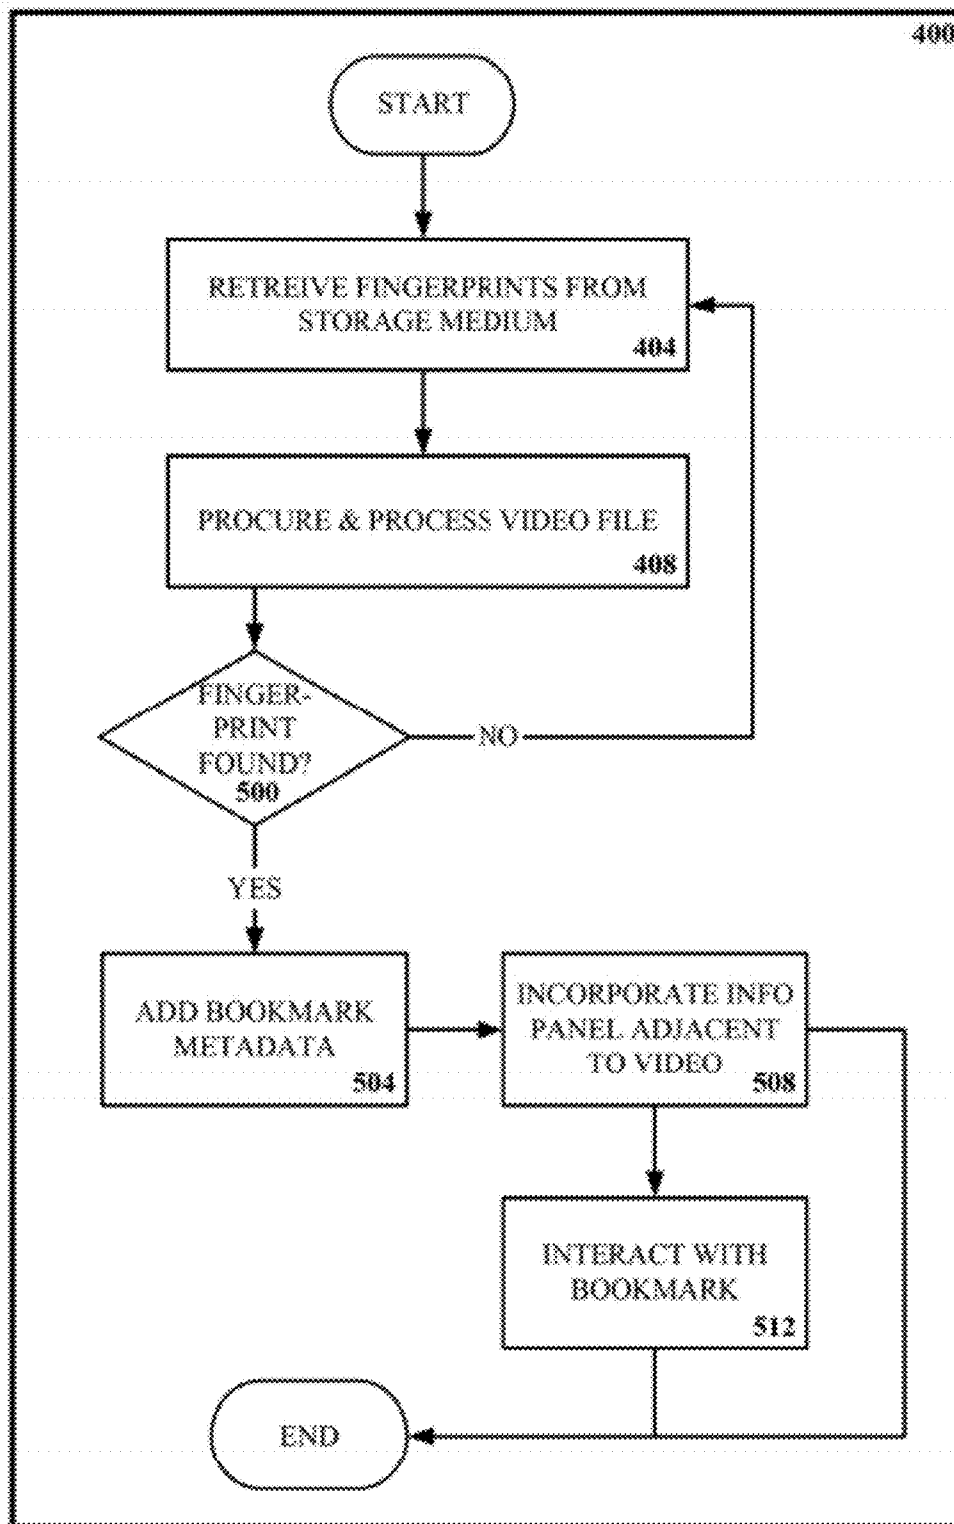 400
START
RETREIVE FINGERPRINTS FROM
STORAGE MEDIUM
404
PROCURE & PROCESS VIDEO FILE
408
FINGER-
PRINT
FOUND?
500
NO
YES
ADD BOOKMARK
METADATA
504
INCORPORATE INFO
PANEL ADJACENT
TO VIDEO
508
INTERACT WITH
BOOKMARK
512
END